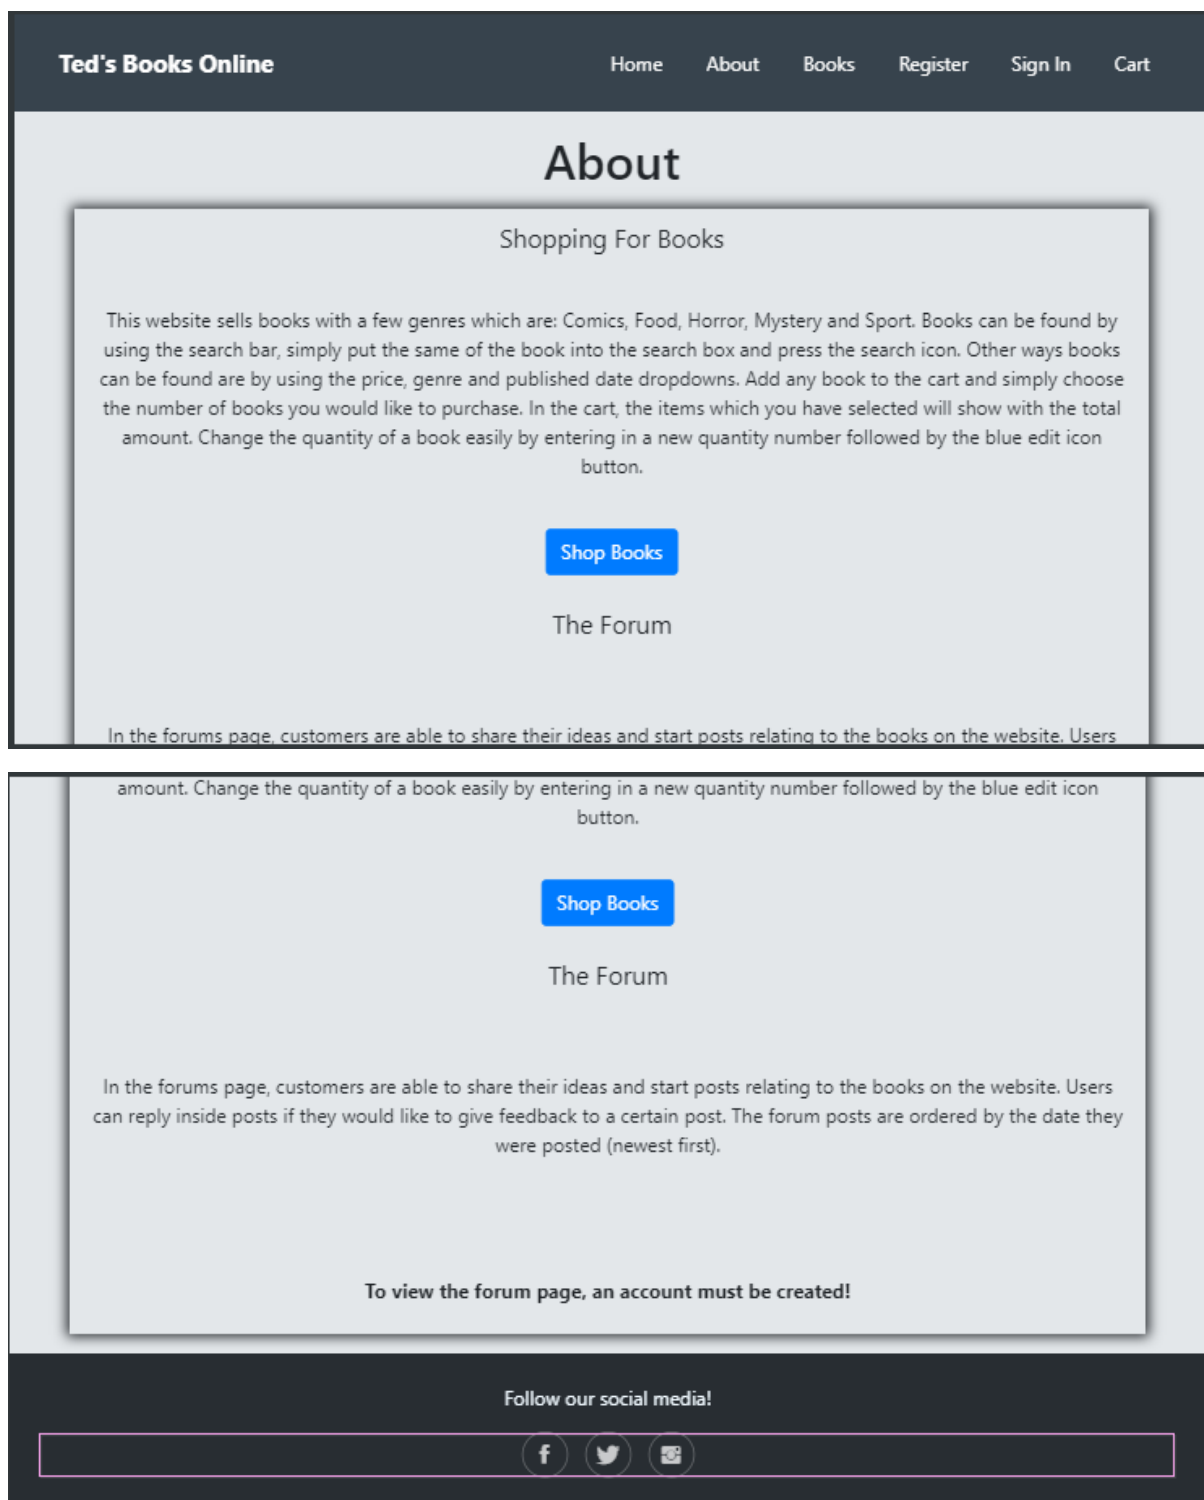 Ted's Books Online
Home About Books Register Sign In Cart
About
Shopping For Books
This website sells books with a few genres which are: Comics, Food, Horror, Mystery and Sport. Books can be found by
using the search bar, simply put the same of the book into the search box and press the search icon. Other ways books
can be found are by using the price, genre and published date dropdowns. Add any book to the cart and simply choose
the number of books you would like to purchase. In the cart, the items which you have selected will show with the total
amount. Change the quantity of a book easily by entering in a new quantity number followed by the blue edit icon
button.
Shop Books
The Forum
In the forums page, customers are able to share their ideas and start posts relating to the books on the website. Users
amount. Change the quantity of a book easily by entering in a new quantity number followed by the blue edit icon
button.
Shop Books
The Forum
In the forums page, customers are able to share their ideas and start posts relating to the books on the website. Users
can reply inside posts if they would like to give feedback to a certain post. The forum posts are ordered by the date they
were posted (newest first).
To view the forum page, an account must be created!
Follow our social media!